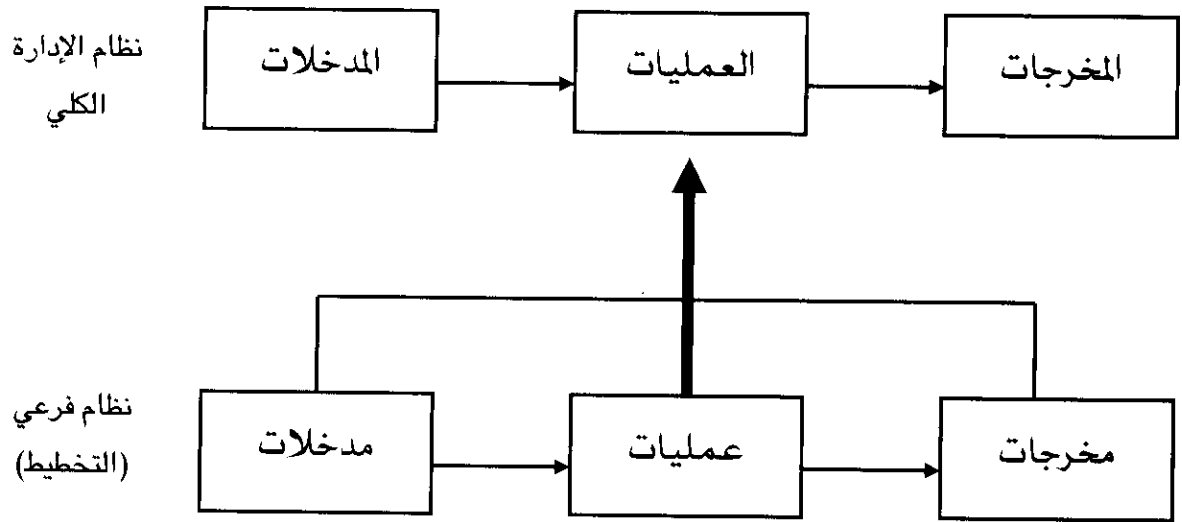 نظام الإدارة
الكلي
المدخلات
العمليات
المخرجات
نظام فرعي
(التخطيط)
مدخلات
عمليات
مخرجات